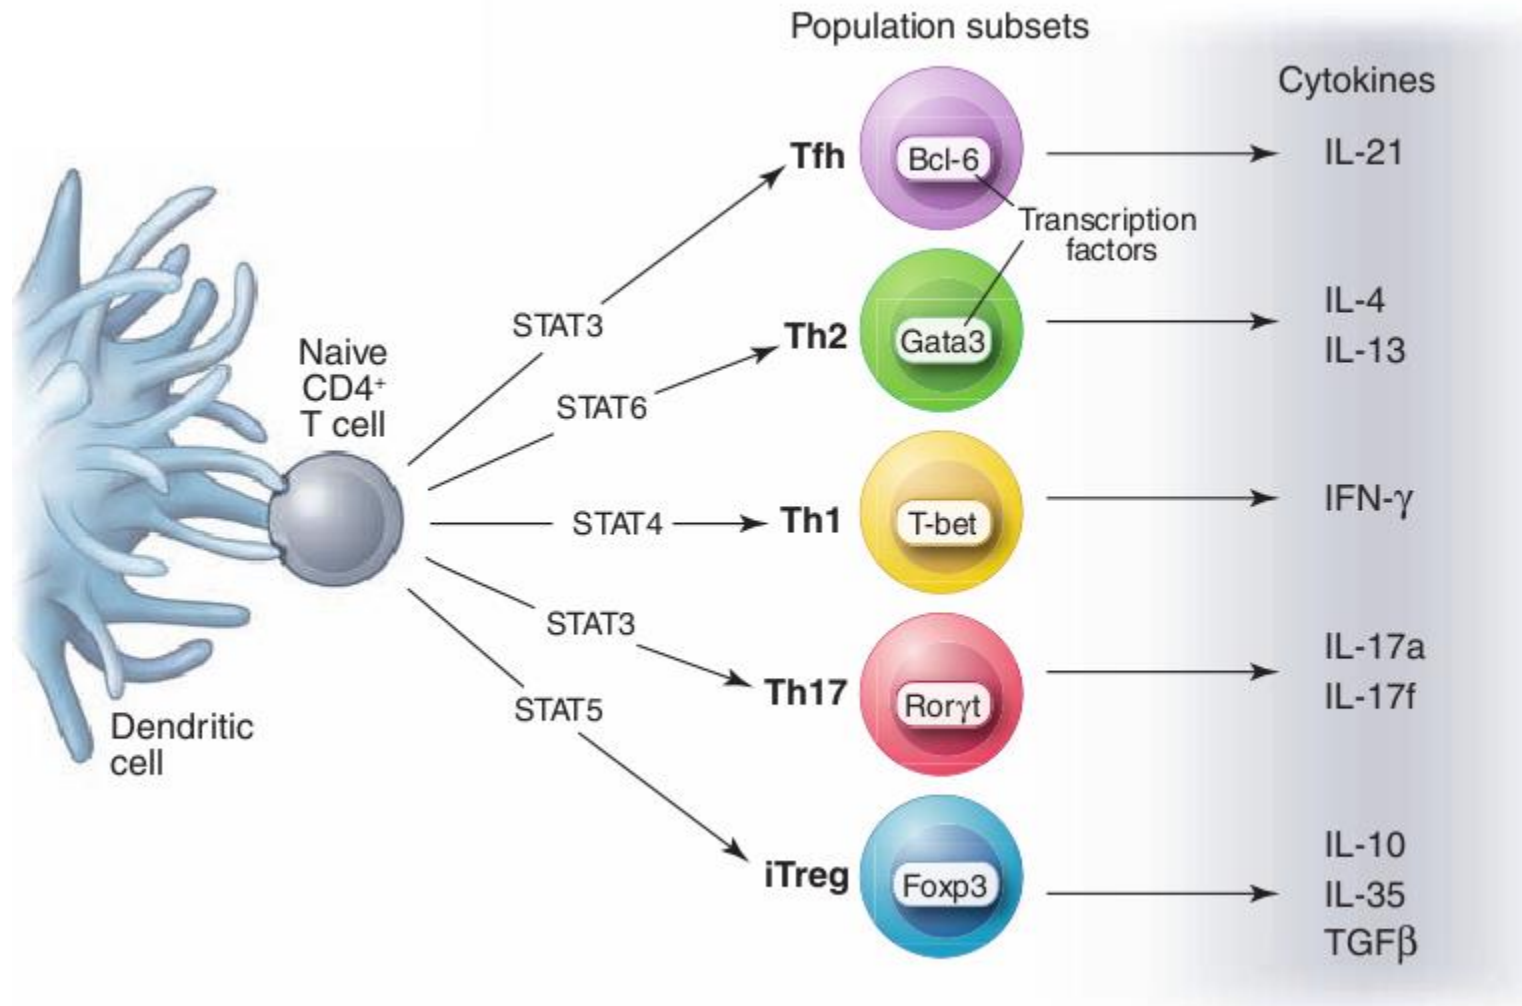 Population subsets
Cytokines
Tfh
Bcl-6
IL-21
Transcription
factors
STAT3
Th2
Gata3
IL-4
IL-13
Naive
CD4⁺
T cell
STAT6
STAT4
Th1
T-bet
IFN-γ
STAT3
Th17
Rorγt
IL-17a
IL-17f
STAT5
Dendritic
cell
iTreg
Foxp3
IL-10
IL-35
TGFβ